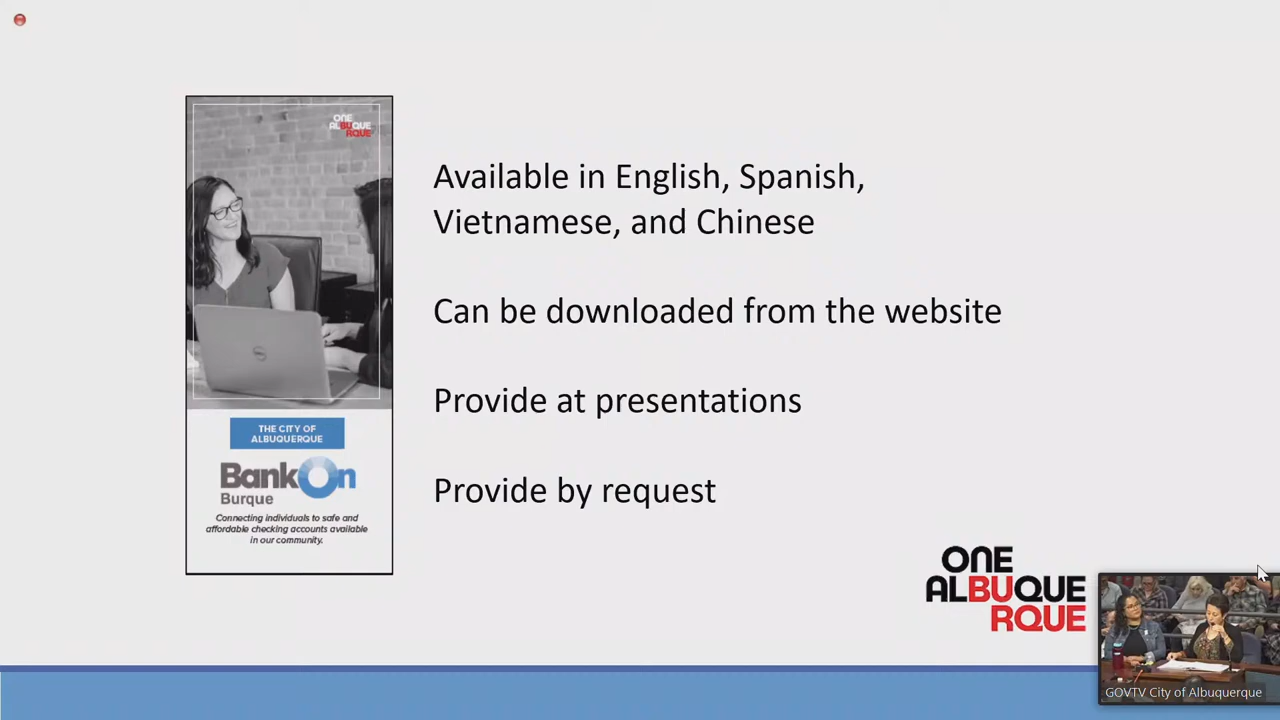 ONE
ALBUQUE
RQUE
Available in English, Spanish,
Vietnamese, and Chinese
Can be downloaded from the website
Provide at presentations
Provide by request
THE CITY OF
ALBUQUERQUE
BankOn
Burque
Connecting individuals to safe and
affordable checking accounts available
in our community.
ONE
ALBUQUE
RQUE
GOVTV City of Albuquerque